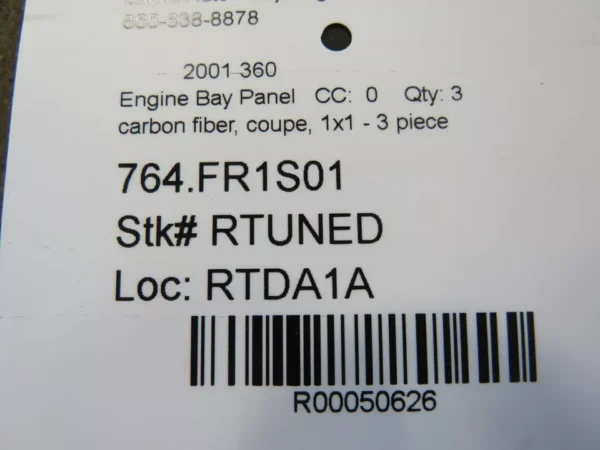 855-538-8878
2001-360
Engine Bay Panel CC: 0 Qty: 3
carbon fiber, coupe, 1x1 - 3 piece
764.FR1S01
Stk# RTUNED
Loc: RTDA1A
R00050626